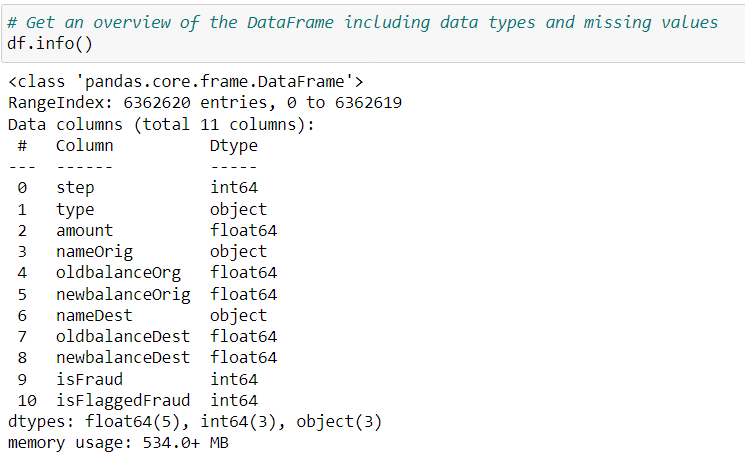 # Get an overview of the DataFrame including data types and missing values
df.info()
<class 'pandas.core.frame.DataFrame'>
RangeIndex: 6362620 entries, 0 to 6362619
Data columns (total 11 columns):
 #   Column          Dtype
---  ------          -----
 0   step            int64
 1   type            object
 2   amount          float64
 3   nameOrig        object
 4   oldbalanceOrg   float64
 5   newbalanceOrig  float64
 6   nameDest        object
 7   oldbalanceDest  float64
 8   newbalanceDest  float64
 9   isFraud         int64
 10  isFlaggedFraud  int64
dtypes: float64(5), int64(3), object(3)
memory usage: 534.0+ MB